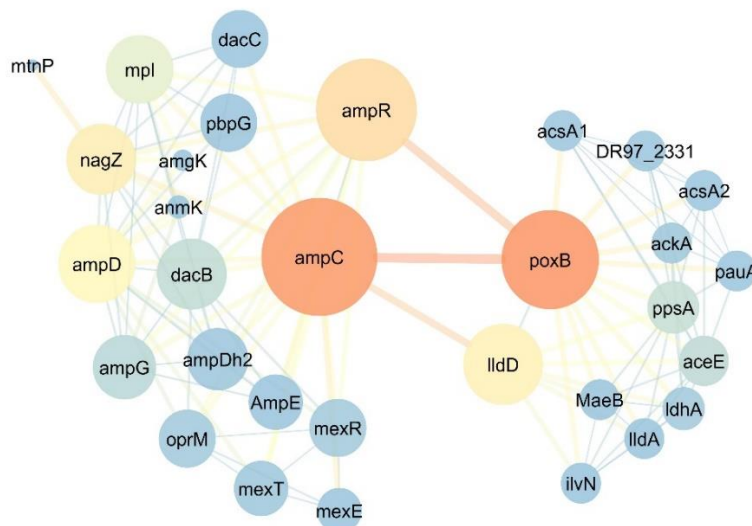 dacC
mtnP
mpl
ampR
pbpG
acsA1
DR97_2331
nagZ
amgK
acsA2
anmK
ackA
ampD
ampC
poxB
pauA
dacB
ppsA
ampG
ampDh2
lldD
aceE
AmpE
MaeB
ldhA
oprM
mexR
lldA
mexT
ilvN
mexE